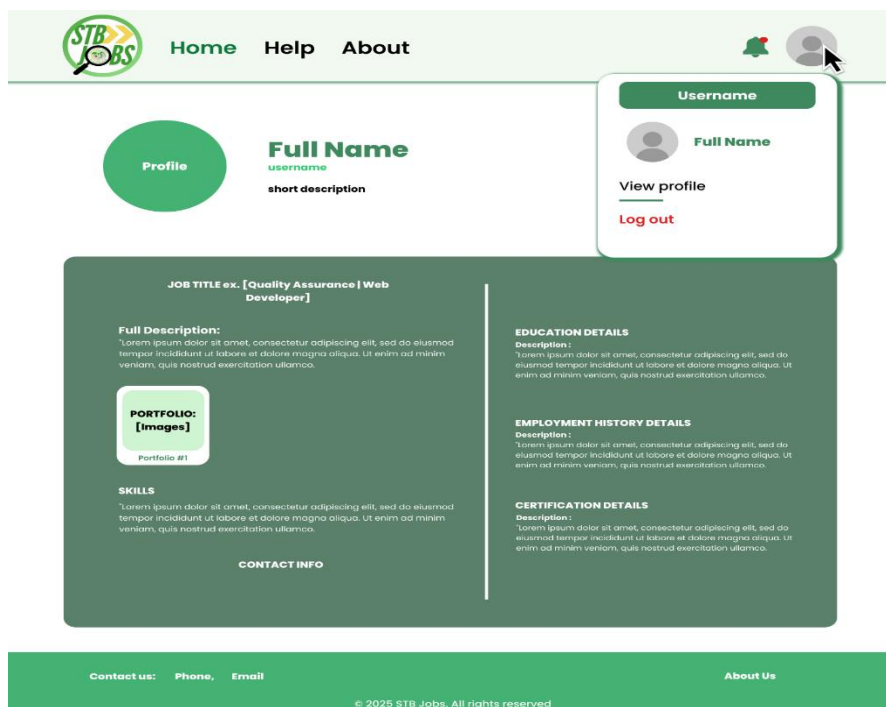 STB
JOBS
Home Help About
Username
Full Name
View profile
Log out
Profile
Full Name
username
short description
JOB TITLE ex. [Quality Assurance | Web
Developer]
Full Description:
"Lorem ipsum dolor sit amet, consectetur adipiscing elit, sed do eiusmod
tempor incididunt ut labore et dolore magna aliqua. Ut enim ad minim
veniam, quis nostrud exercitation ullamco.
PORTFOLIO:
[Images]
Portfolio #1
SKILLS
"Lorem ipsum dolor sit amet, consectetur adipiscing elit, sed do eiusmod
tempor incididunt ut labore et dolore magna aliqua. Ut enim ad minim
veniam, quis nostrud exercitation ullamco.
CONTACT INFO
EDUCATION DETAILS
Description :
"Lorem ipsum dolor sit amet, consectetur adipiscing elit, sed do
eiusmod tempor incididunt ut labore et dolore magna aliqua. Ut
enim ad minim veniam, quis nostrud exercitation ullamco.
EMPLOYMENT HISTORY DETAILS
Description :
"Lorem ipsum dolor sit amet, consectetur adipiscing elit, sed do
eiusmod tempor incididunt ut labore et dolore magna aliqua. Ut
enim ad minim veniam, quis nostrud exercitation ullamco.
CERTIFICATION DETAILS
Description :
"Lorem ipsum dolor sit amet, consectetur adipiscing elit, sed do
eiusmod tempor incididunt ut labore et dolore magna aliqua. Ut
enim ad minim veniam, quis nostrud exercitation ullamco.
Contact us: Phone, Email
About Us
© 2025 STB Jobs. All rights reserved